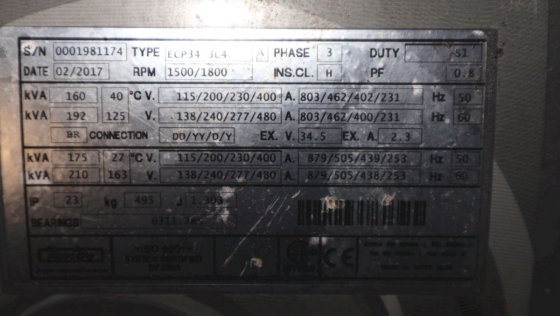 S/N 0001981174 TYPE ECP34 3L4 A PHASE 3 DUTY S1
DATE 02/2017 RPM 1500/1800 INS.CL. H PF 0.8
kVA 160 40 °C V. 115/200/230/400 A. 803/462/402/231 Hz 50
kVA 192 125 V. 138/240/277/480 A. 803/462/400/231 Hz 60
BR CONNECTION DD/YY/D/Y EX. V. 34.5 EX. A. 2.3
kVA 175 27 °C V. 115/200/230/400 A. 879/505/439/253 Hz 50
kVA 210 163 V. 138/240/277/480 A. 879/505/438/253 Hz 60
IP 23 kg 495 J 1.303
BEARINGS
CE